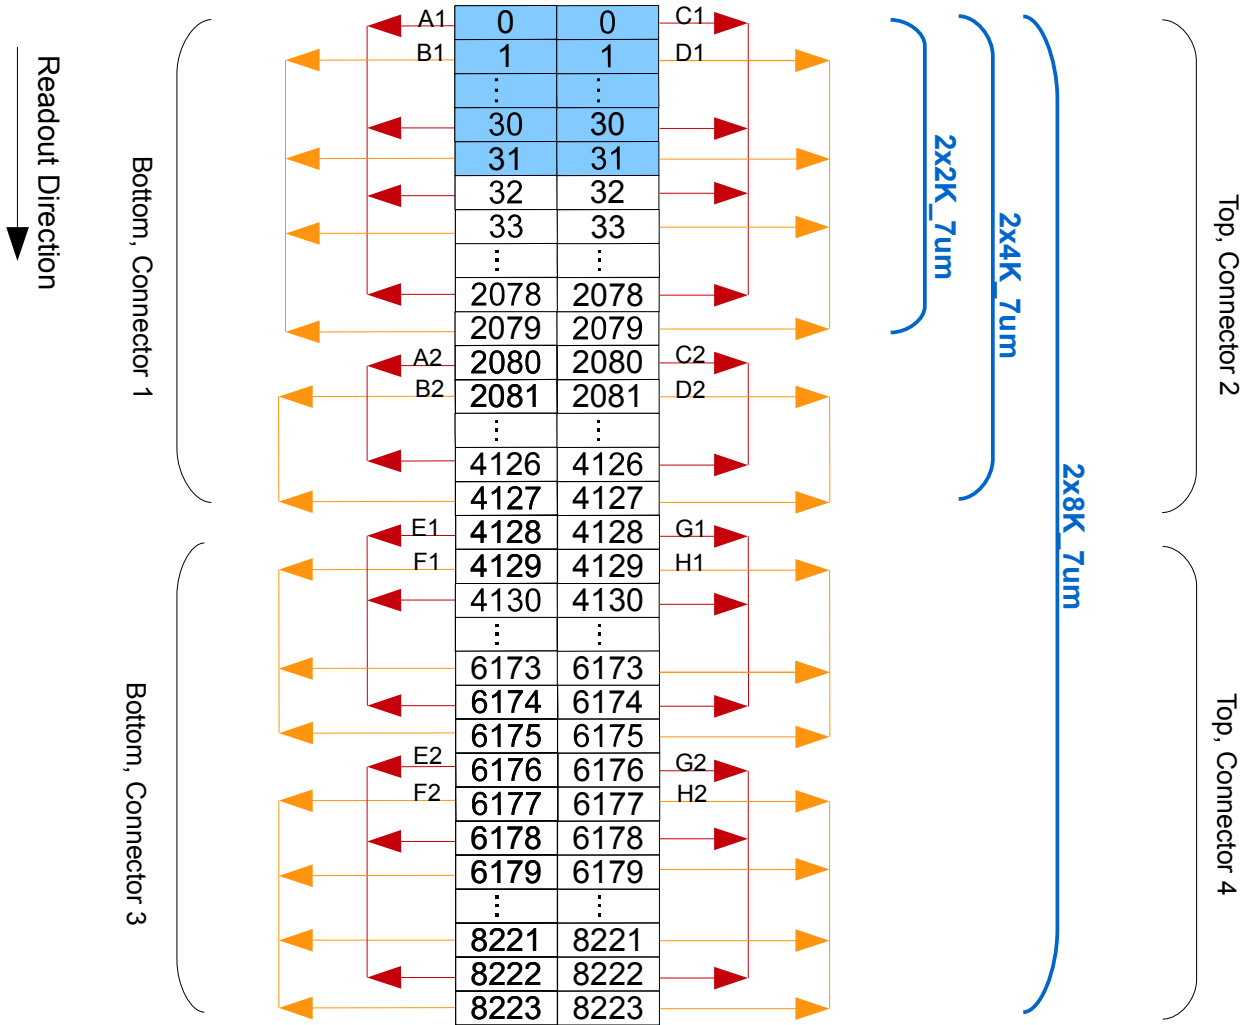 A1 0 0 C1
B1 1 1 D1
⋮ ⋮
30 30
31 31
32 32
33 33
⋮ ⋮
2078 2078
2079 2079
A2 2080 2080 C2
B2 2081 2081 D2
⋮ ⋮
4126 4126
4127 4127
E1 4128 4128 G1
F1 4129 4129 H1
4130 4130
⋮ ⋮
6173 6173
6174 6174
6175 6175
E2 6176 6176 G2
F2 6177 6177 H2
6178 6178
6179 6179
⋮ ⋮
8221 8221
8222 8222
8223 8223
Readout Direction
Bottom, Connector 1
Bottom, Connector 3
2x2K_7um
2x4K_7um
2x8K_7um
Top, Connector 2
Top, Connector 4